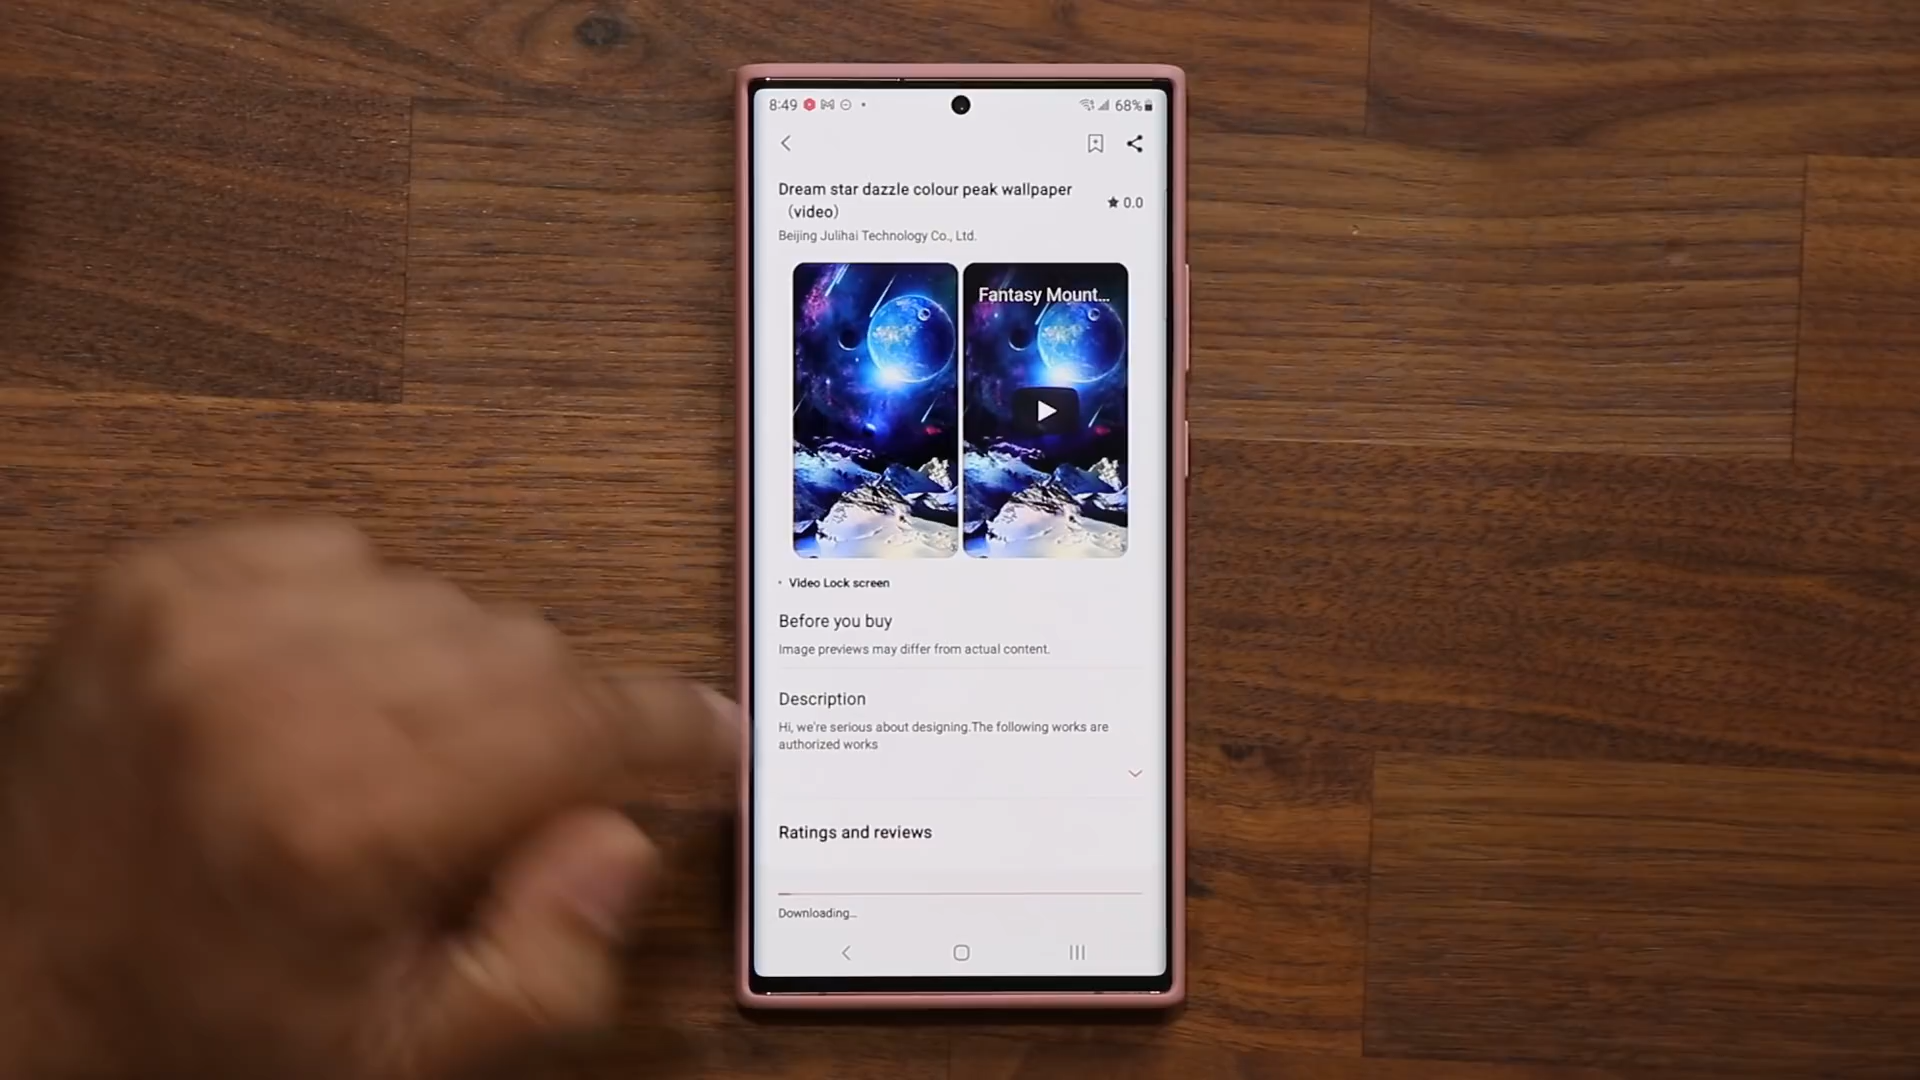 8:49
68%
Dream star dazzle colour peak wallpaper
（video）
★ 0.0
Beijing Julihai Technology Co., Ltd.
Fantasy Mount...
• Video Lock screen
Before you buy
Image previews may differ from actual content.
Description
Hi, we're serious about designing.The following works are
authorized works
Ratings and reviews
Downloading...